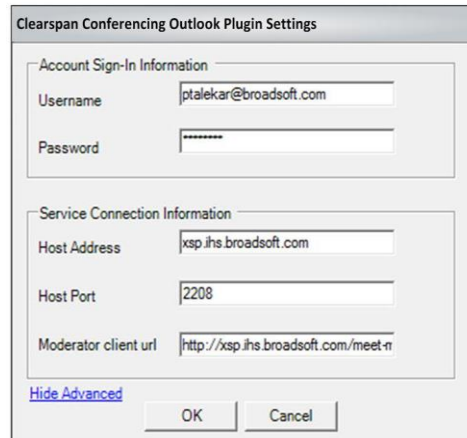 Clearspan Conferencing Outlook Plugin Settings
Account Sign-In Information
Username ptalekar@broadsoft.com
Password ********
Service Connection Information
Host Address xsp.ihs.broadsoft.com
Host Port 2208
Moderator client url http://xsp.ihs.broadsoft.com/meet-m
Hide Advanced
OK Cancel